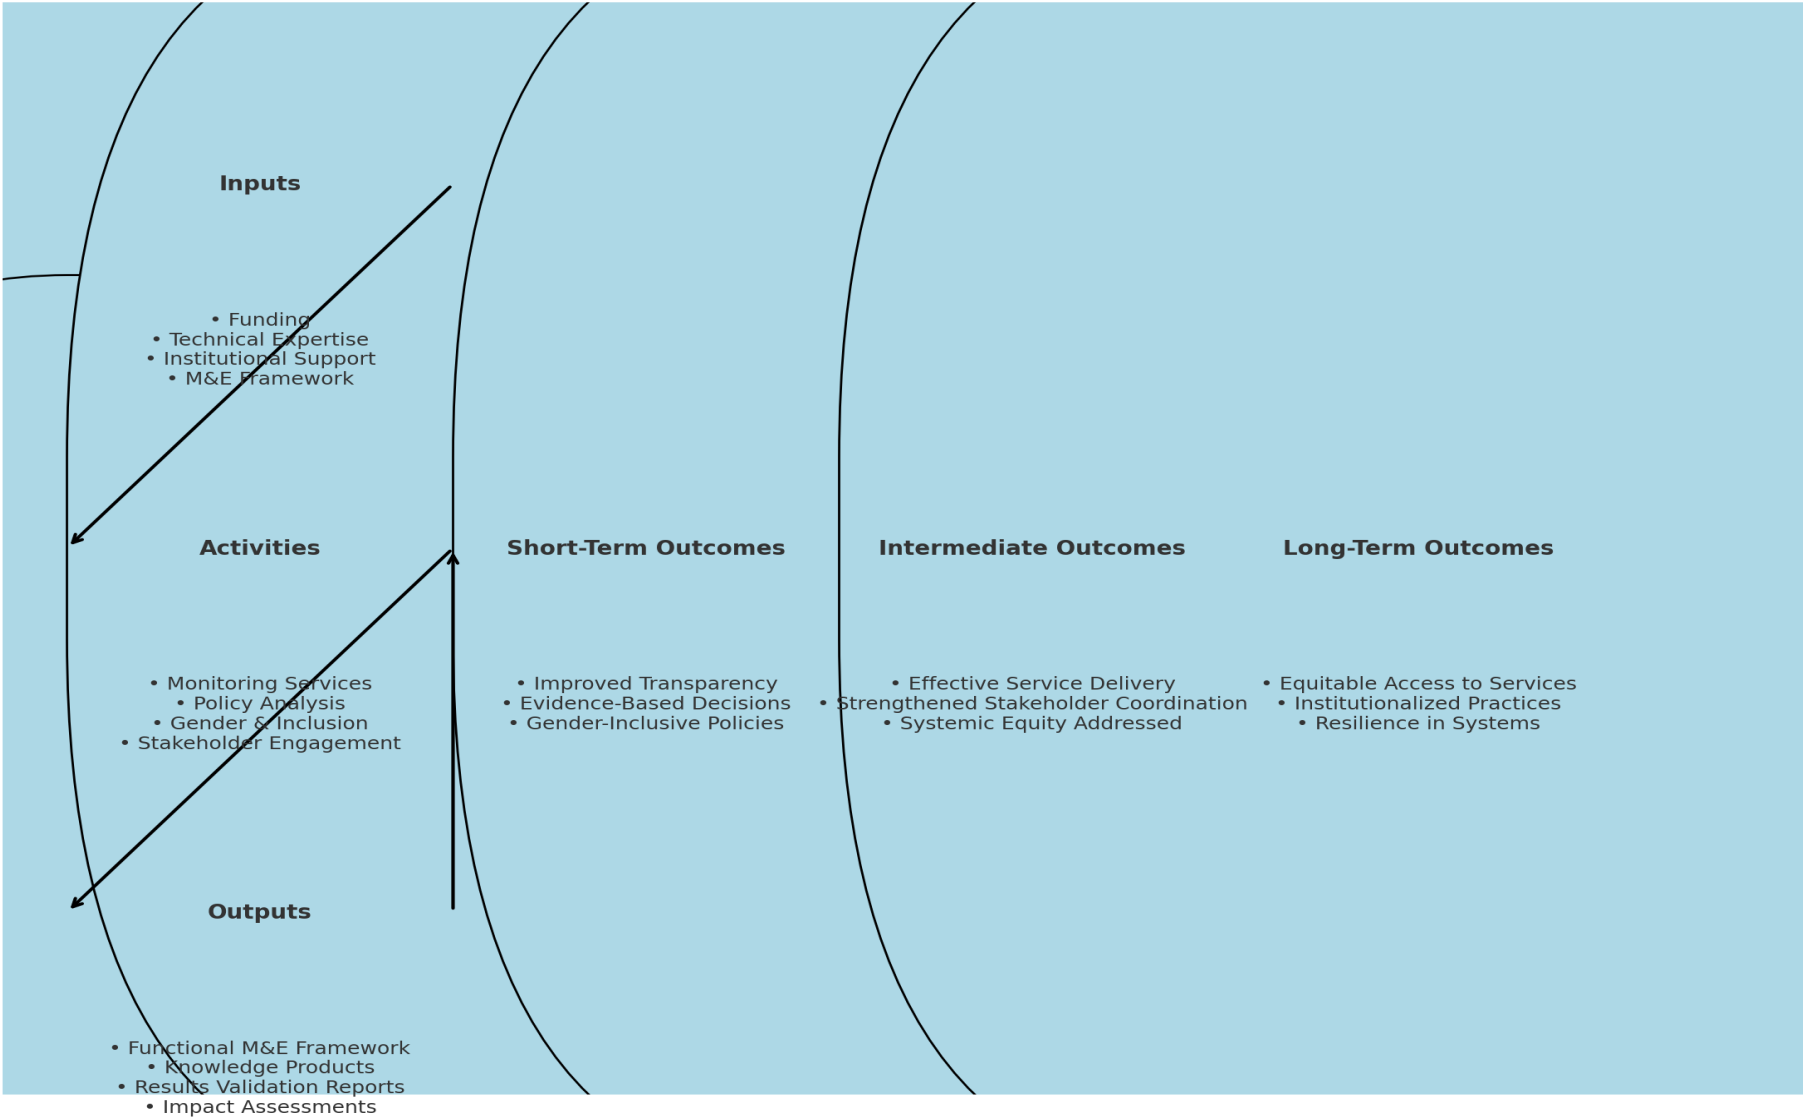 Inputs
• Funding
• Technical Expertise
• Institutional Support
• M&E Framework
Activities
• Monitoring Services
• Policy Analysis
• Gender & Inclusion
• Stakeholder Engagement
Outputs
• Functional M&E Framework
• Knowledge Products
• Results Validation Reports
• Impact Assessments
Short-Term Outcomes
• Improved Transparency
• Evidence-Based Decisions
• Gender-Inclusive Policies
Intermediate Outcomes
• Effective Service Delivery
• Strengthened Stakeholder Coordination
• Systemic Equity Addressed
Long-Term Outcomes
• Equitable Access to Services
• Institutionalized Practices
• Resilience in Systems